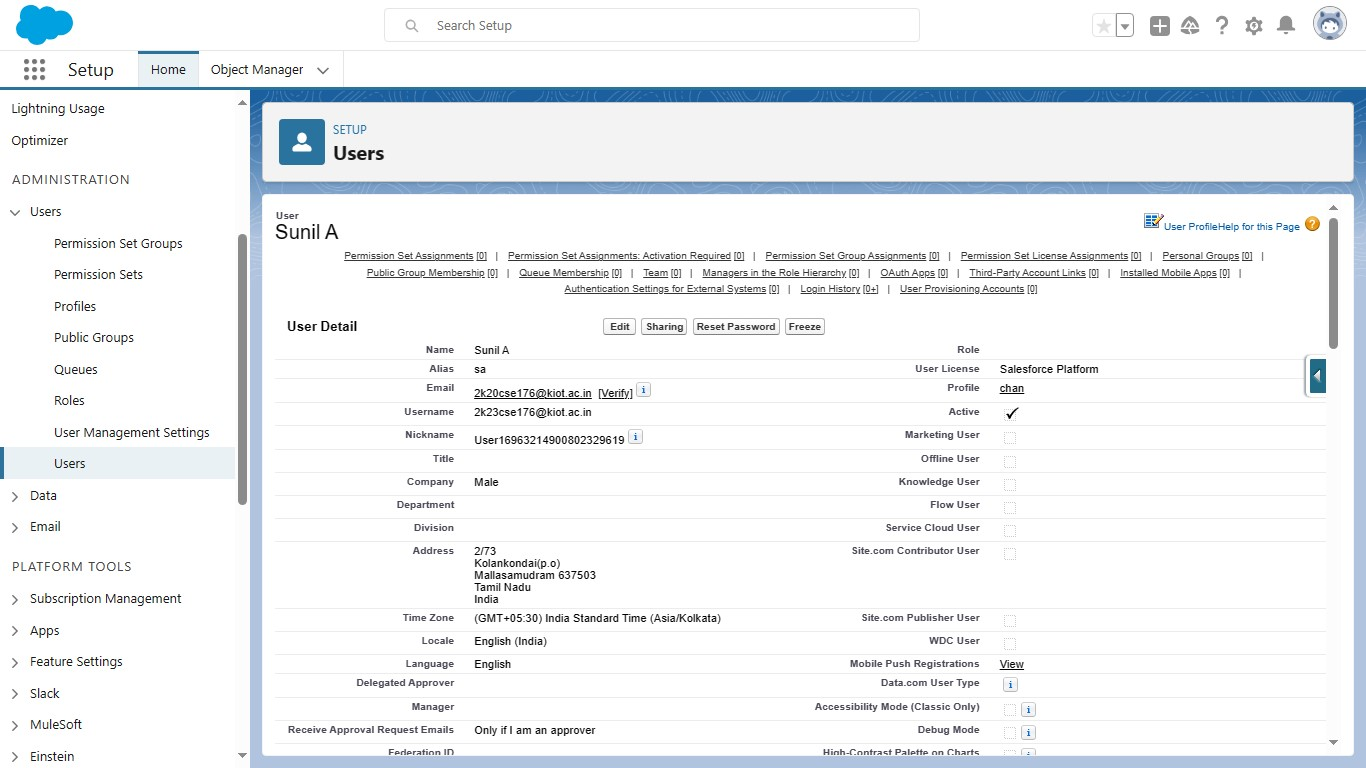 Search Setup
Setup
Home
Object Manager
Lightning Usage
Optimizer
ADMINISTRATION
Users
Permission Set Groups
Permission Sets
Profiles
Public Groups
Queues
Roles
User Management Settings
Users
Data
Email
PLATFORM TOOLS
Subscription Management
Apps
Feature Settings
Slack
MuleSoft
Einstein
SETUP
Users
User
Sunil A
User Profile Help for this Page
Permission Set Assignments [0] | Permission Set Assignments: Activation Required [0] | Permission Set Group Assignments [0] | Permission Set License Assignments [0] | Personal Groups [0] |
Public Group Membership [0] | Queue Membership [0] | Team [0] | Managers in the Role Hierarchy [0] | OAuth Apps [0] | Third-Party Account Links [0] | Installed Mobile Apps [0] |
Authentication Settings for External Systems [0] | Login History [0+] | User Provisioning Accounts [0]
User Detail
Edit Sharing Reset Password Freeze
Name Sunil A Role
Alias sa User License Salesforce Platform
Email 2k20cse176@kiot.ac.in [Verify] i Profile chan
Username 2k23cse176@kiot.ac.in Active
Nickname User16963214900802329619 i Marketing User
Title Offline User
Company Male Knowledge User
Department Flow User
Division Service Cloud User
Address 2/73 Site.com Contributor User
Kolankondai(p.o)
Mallasamudram 637503
Tamil Nadu
India
Time Zone (GMT+05:30) India Standard Time (Asia/Kolkata) Site.com Publisher User
Locale English (India) WDC User
Language English Mobile Push Registrations View
Delegated Approver Data.com User Type i
Manager Accessibility Mode (Classic Only) i
Receive Approval Request Emails Only if I am an approver Debug Mode i
Federation ID High-Contrast Palette on Charts i